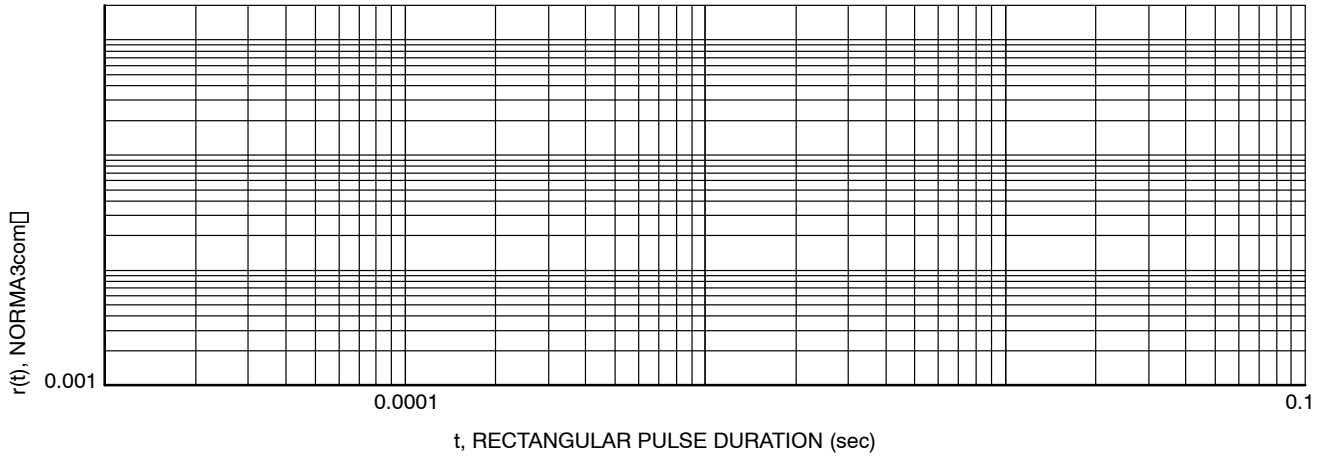 r(t), NORMA3com[]
0.001
0.0001
0.1
t, RECTANGULAR PULSE DURATION (sec)